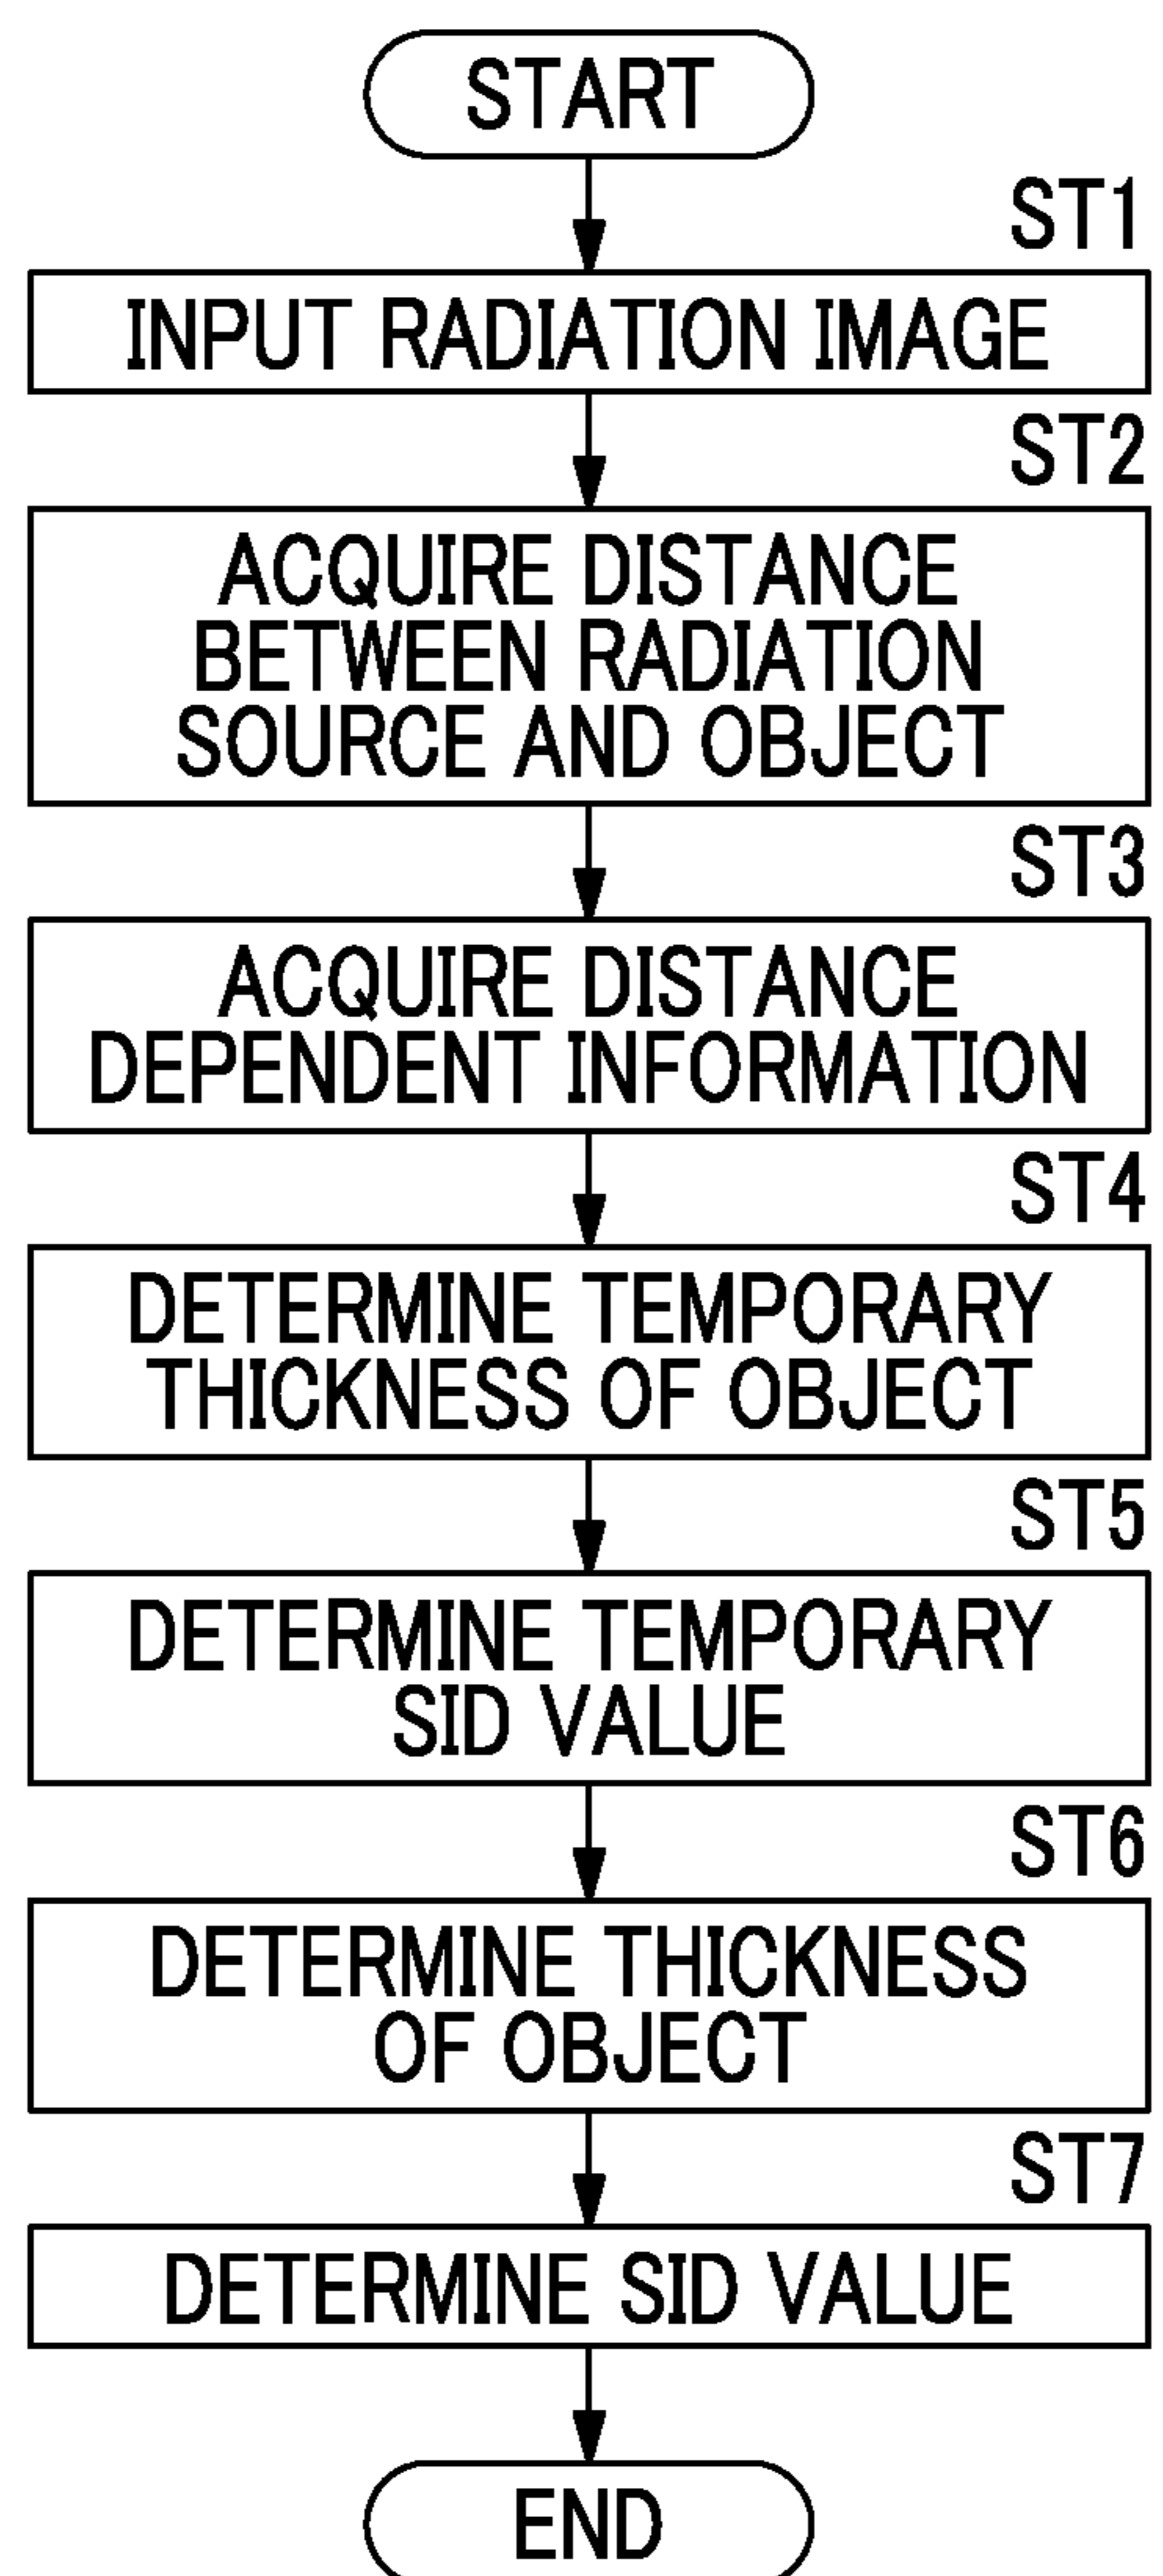 START
ST1
INPUT RADIATION IMAGE
ST2
ACQUIRE DISTANCE
BETWEEN RADIATION
SOURCE AND OBJECT
ST3
ACQUIRE DISTANCE
DEPENDENT INFORMATION
ST4
DETERMINE TEMPORARY
THICKNESS OF OBJECT
ST5
DETERMINE TEMPORARY
SID VALUE
ST6
DETERMINE THICKNESS
OF OBJECT
ST7
DETERMINE SID VALUE
END